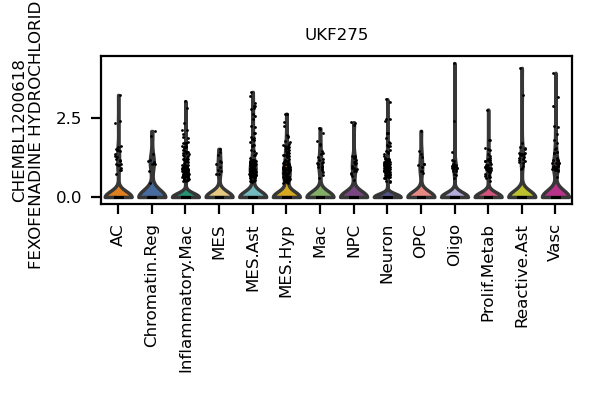 UKF275
CHEMBL1200618
FEXOFENADINE HYDROCHLORID
2.5
0.0
AC
Chromatin.Reg
Inflammatory.Mac
MES
MES.Ast
MES.Hyp
Mac
NPC
Neuron
OPC
Oligo
Prolif.Metab
Reactive.Ast
Vasc